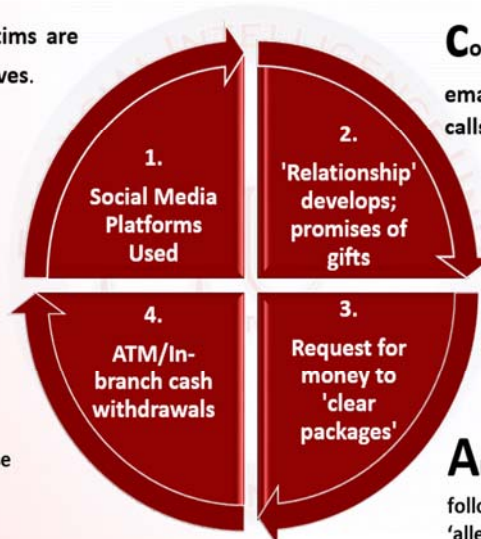 tims are
ves.
Co
ema
calls
1.
Social Media
Platforms
Used
2.
'Relationship'
develops;
promises of
gifts
4.
ATM/In-
branch cash
withdrawals
3.
Request for
money to
'clear
packages'
e
A
follo
'alle